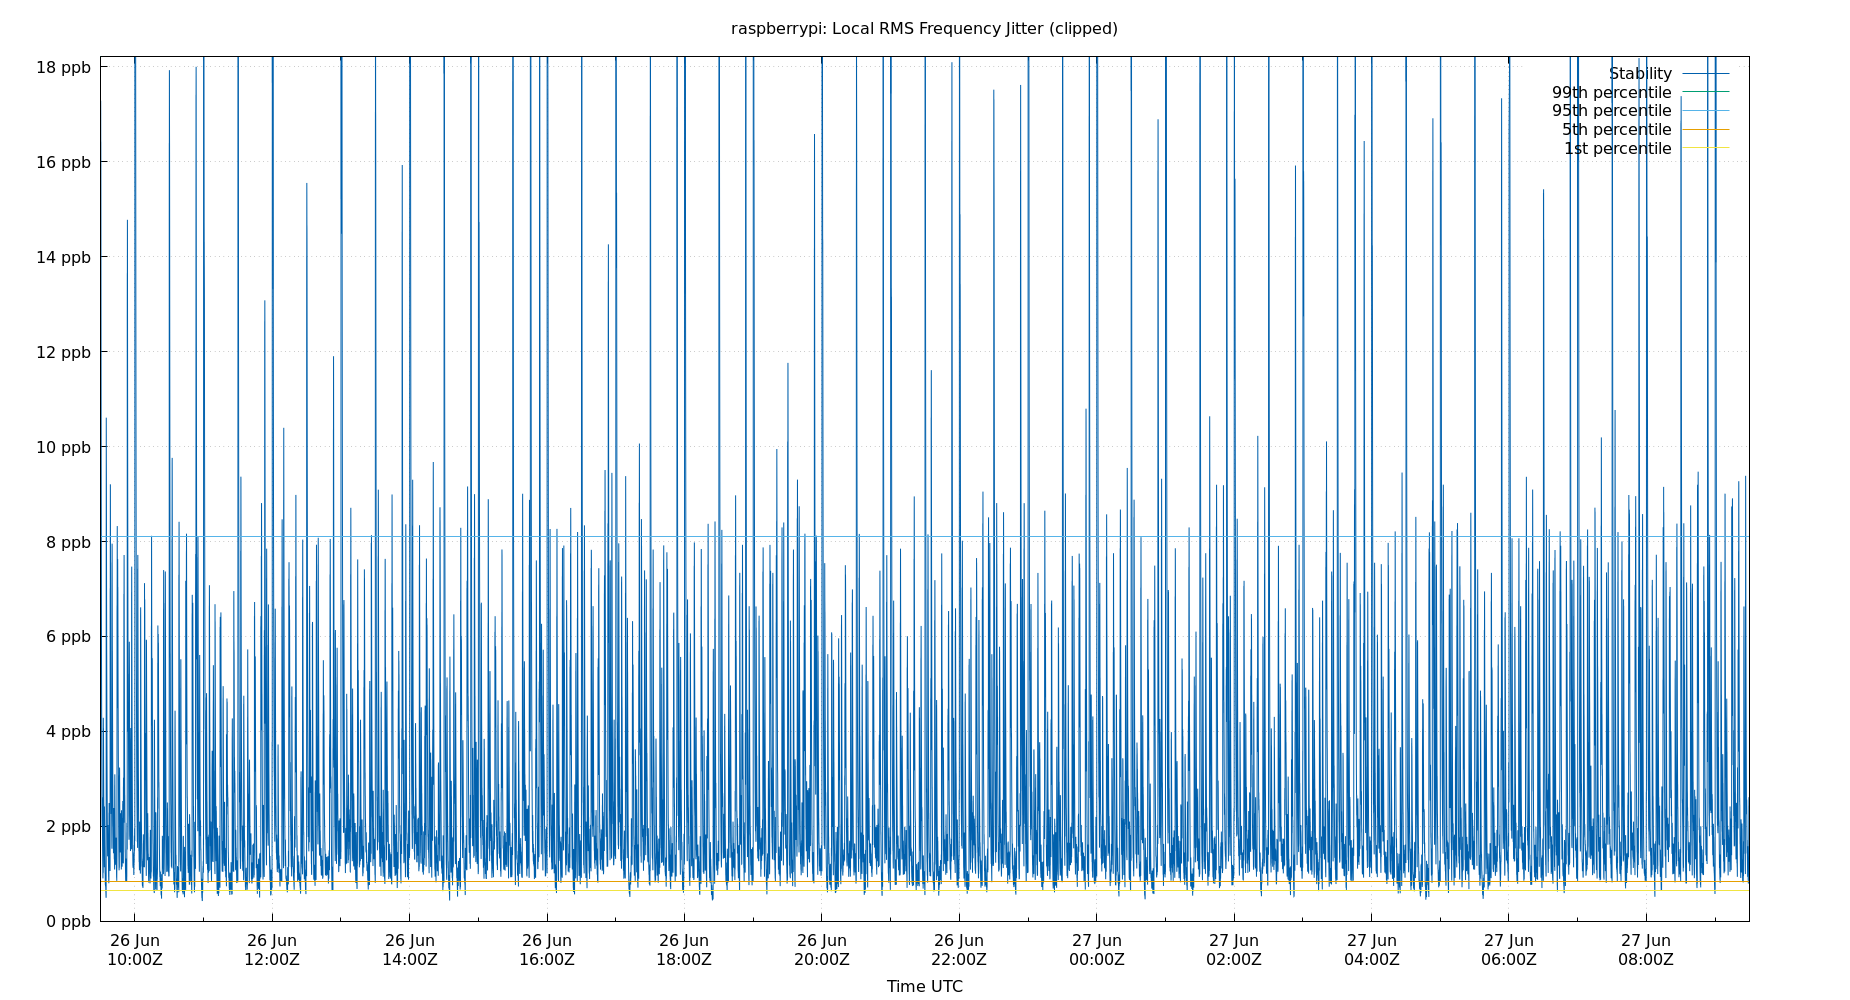 raspberrypi: Local RMS Frequency Jitter (clipped)
18 ppb
16 ppb
14 ppb
12 ppb
10 ppb
8 ppb
6 ppb
4 ppb
2 ppb
0 ppb
Stability
99th percentile
95th percentile
5th percentile
1st percentile
26 Jun 26 Jun 26 Jun 26 Jun 26 Jun 26 Jun 26 Jun 27 Jun 27 Jun 27 Jun 27 Jun 27 Jun
10:00Z 12:00Z 14:00Z 16:00Z 18:00Z 20:00Z 22:00Z 00:00Z 02:00Z 04:00Z 06:00Z 08:00Z
Time UTC